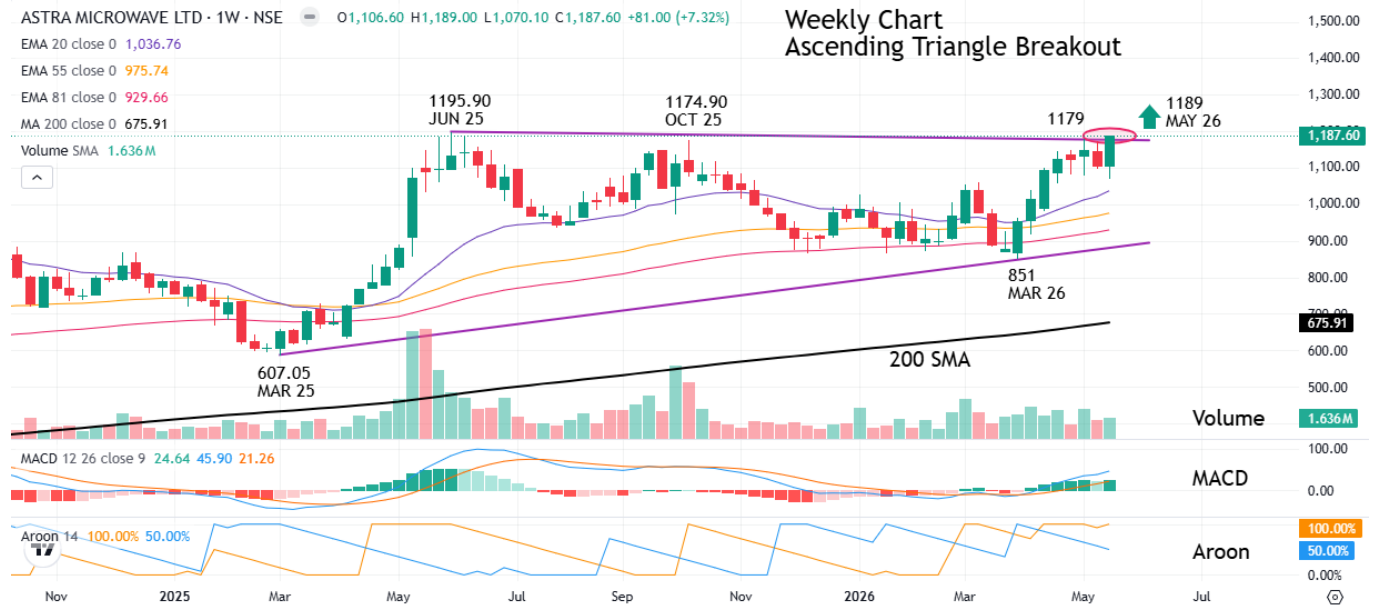 ASTRA MICROWAVE LTD · 1W · NSE O1,106.60 H1,189.00 L1,070.10 C1,187.60 +81.00 (+7.32%)
EMA 20 close 0 1,036.76
EMA 55 close 0 975.74
EMA 81 close 0 929.66
MA 200 close 0 675.91
Volume SMA 1.636M
Weekly Chart
Ascending Triangle Breakout
1195.90
JUN 25
1174.90
OCT 25
1179
1189
MAY 26
607.05
MAR 25
851
MAR 26
200 SMA
Volume
1,500.00
1,400.00
1,300.00
1,187.60
1,100.00
1,000.00
900.00
800.00
700.00
675.91
600.00
500.00
1.636M
MACD 12 26 close 9 24.64 45.90 21.26
MACD
100.00
0.00
Aroon 14 100.00% 50.00%
Aroon
100.00%
50.00%
0.00%
Nov 2025 Mar May Jul Sep Nov 2026 Mar May Jul